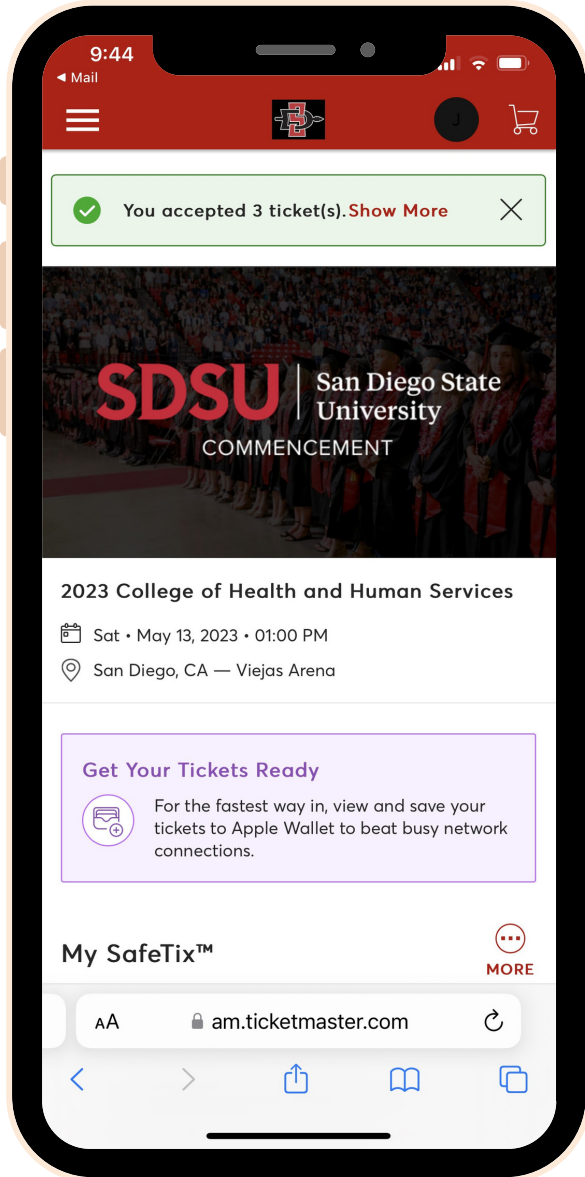 9:44
◀ Mail
J
You accepted 3 ticket(s). Show More
SDSU
San Diego State
University
COMMENCEMENT
2023 College of Health and Human Services
Sat • May 13, 2023 • 01:00 PM
San Diego, CA — Viejas Arena
Get Your Tickets Ready
For the fastest way in, view and save your
tickets to Apple Wallet to beat busy network
connections.
My SafeTix™
MORE
AA am.ticketmaster.com